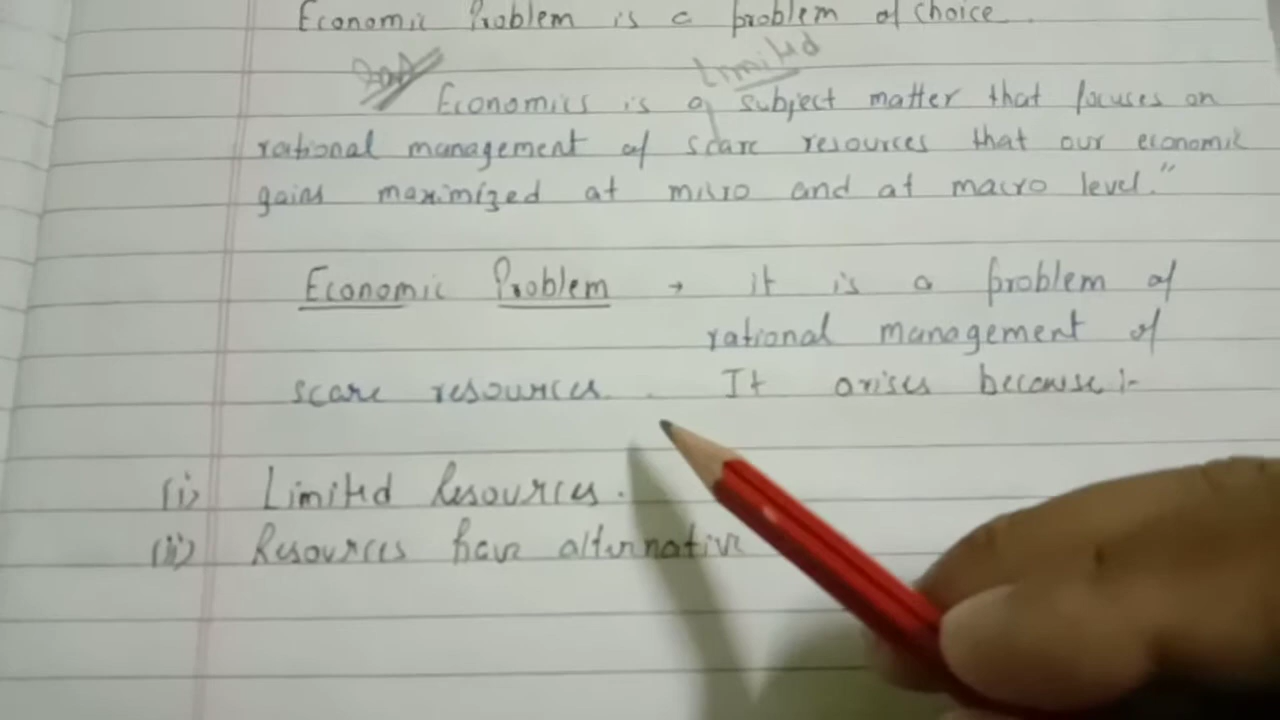 Economic Problem is a problem of choice.
limited
Economics is a subject matter that focuses on
rational management of scarc resources that our economic
gains maximized at micro and at macro level."
Economic Problem → it is a problem of
rational management of
scare resources. It arises because :-
(i) Limited Resources.
(ii) Resources have alternative